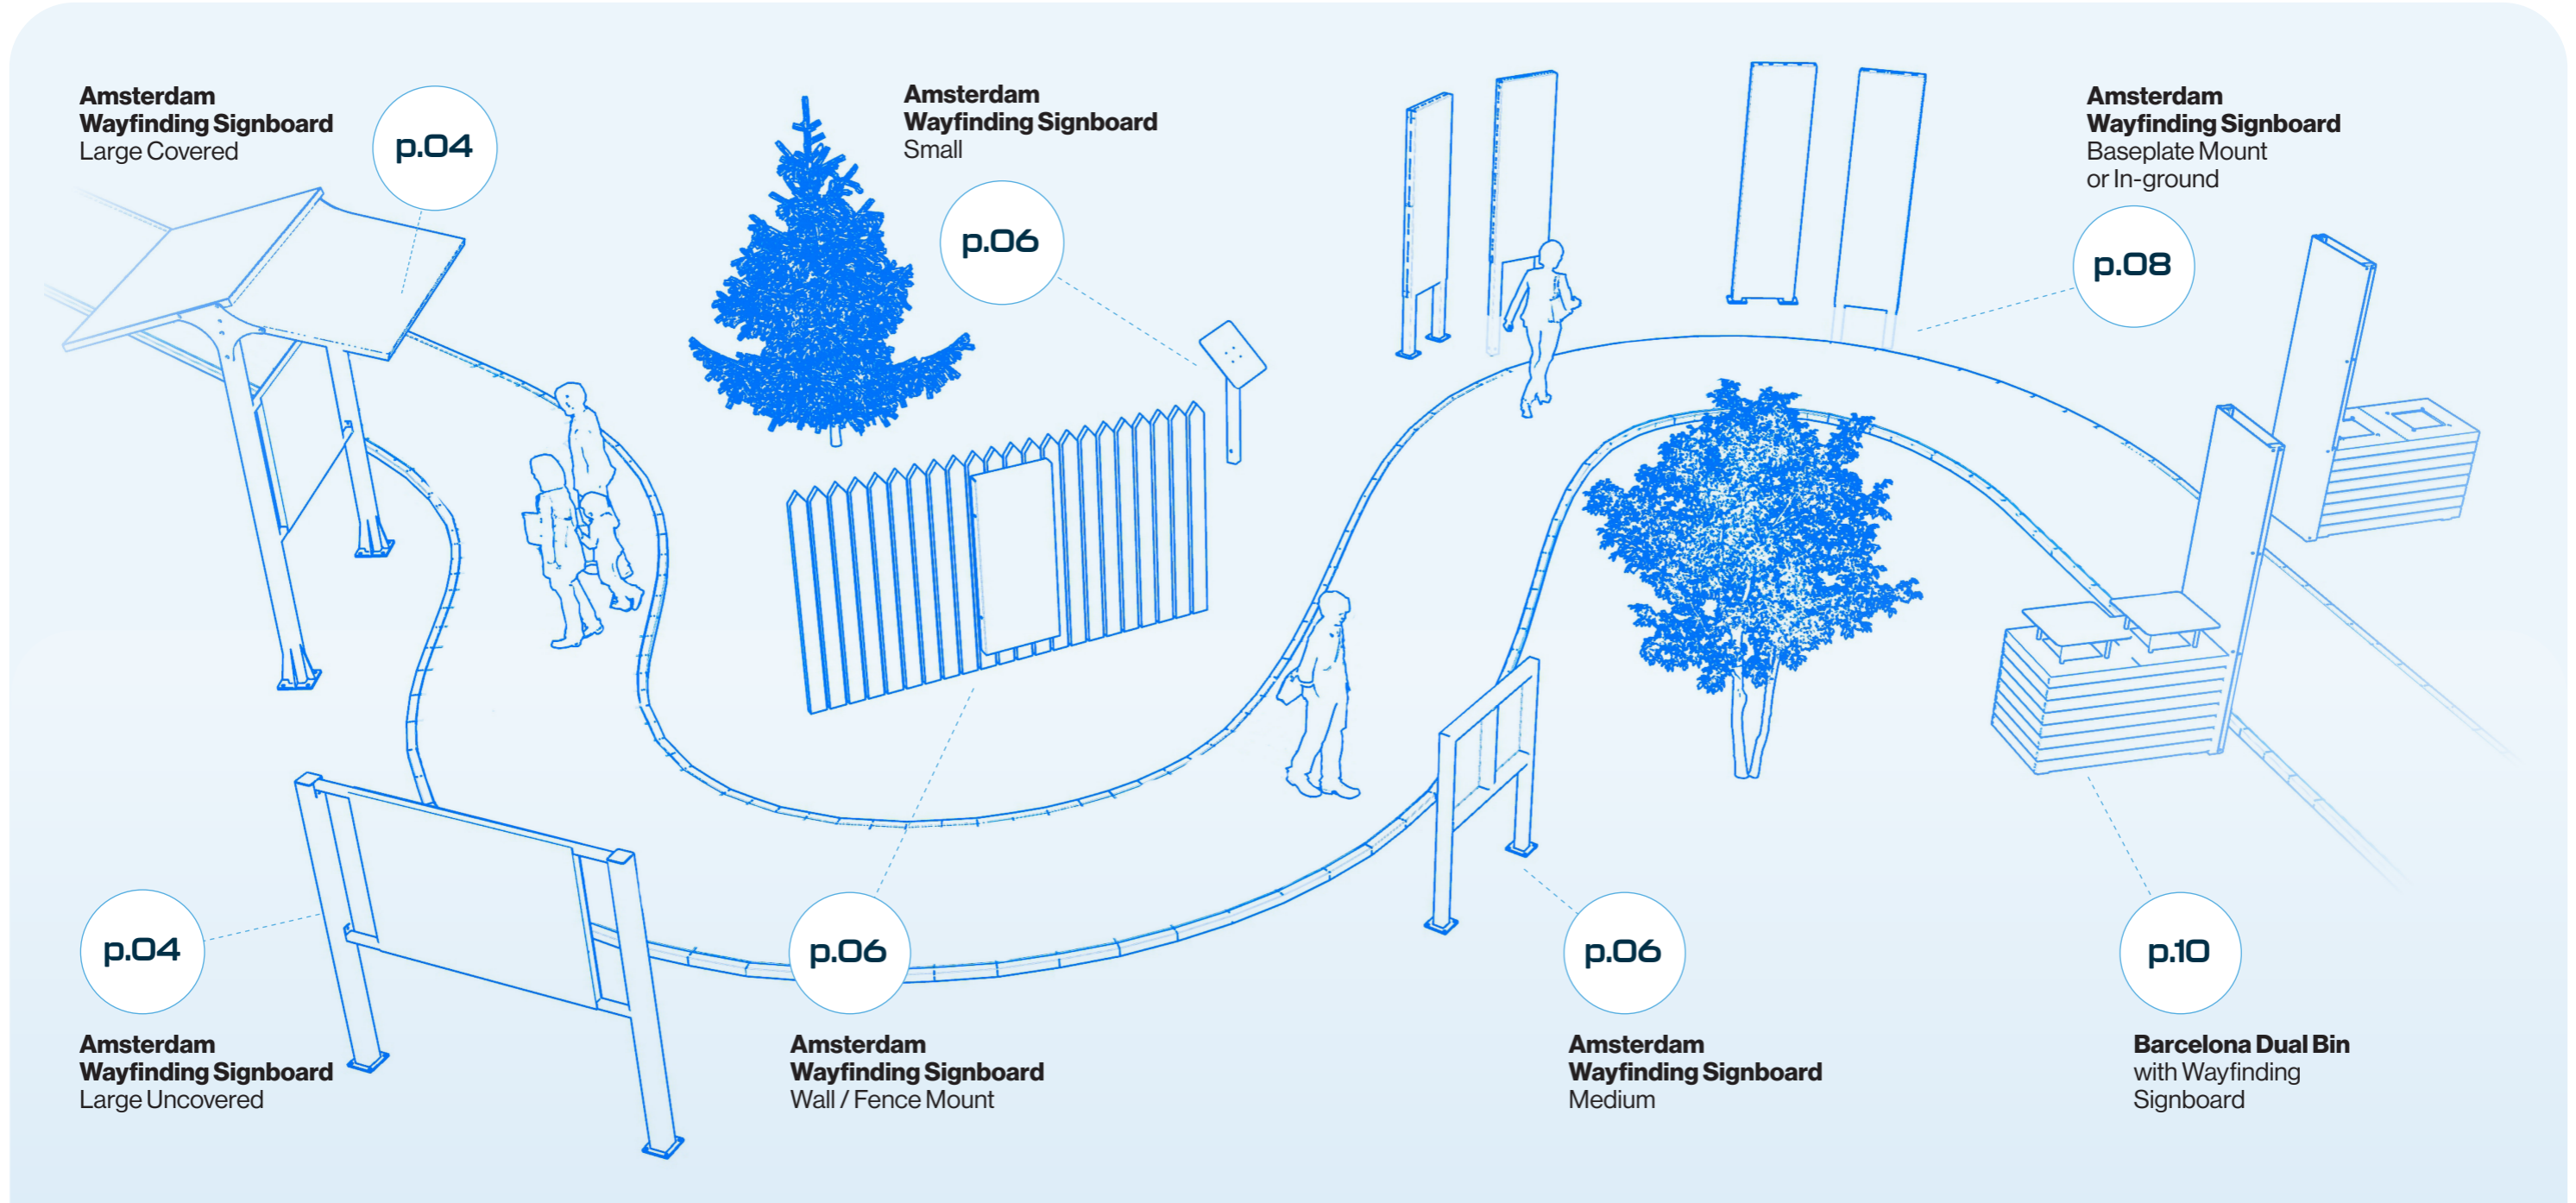 Amsterdam
Wayfinding Signboard
Large Covered
p.04
Amsterdam
Wayfinding Signboard
Small
p.06
Amsterdam
Wayfinding Signboard
Baseplate Mount
or In-ground
p.08
p.04
Amsterdam
Wayfinding Signboard
Large Uncovered
p.06
Amsterdam
Wayfinding Signboard
Wall / Fence Mount
p.06
Amsterdam
Wayfinding Signboard
Medium
p.10
Barcelona Dual Bin
with Wayfinding
Signboard